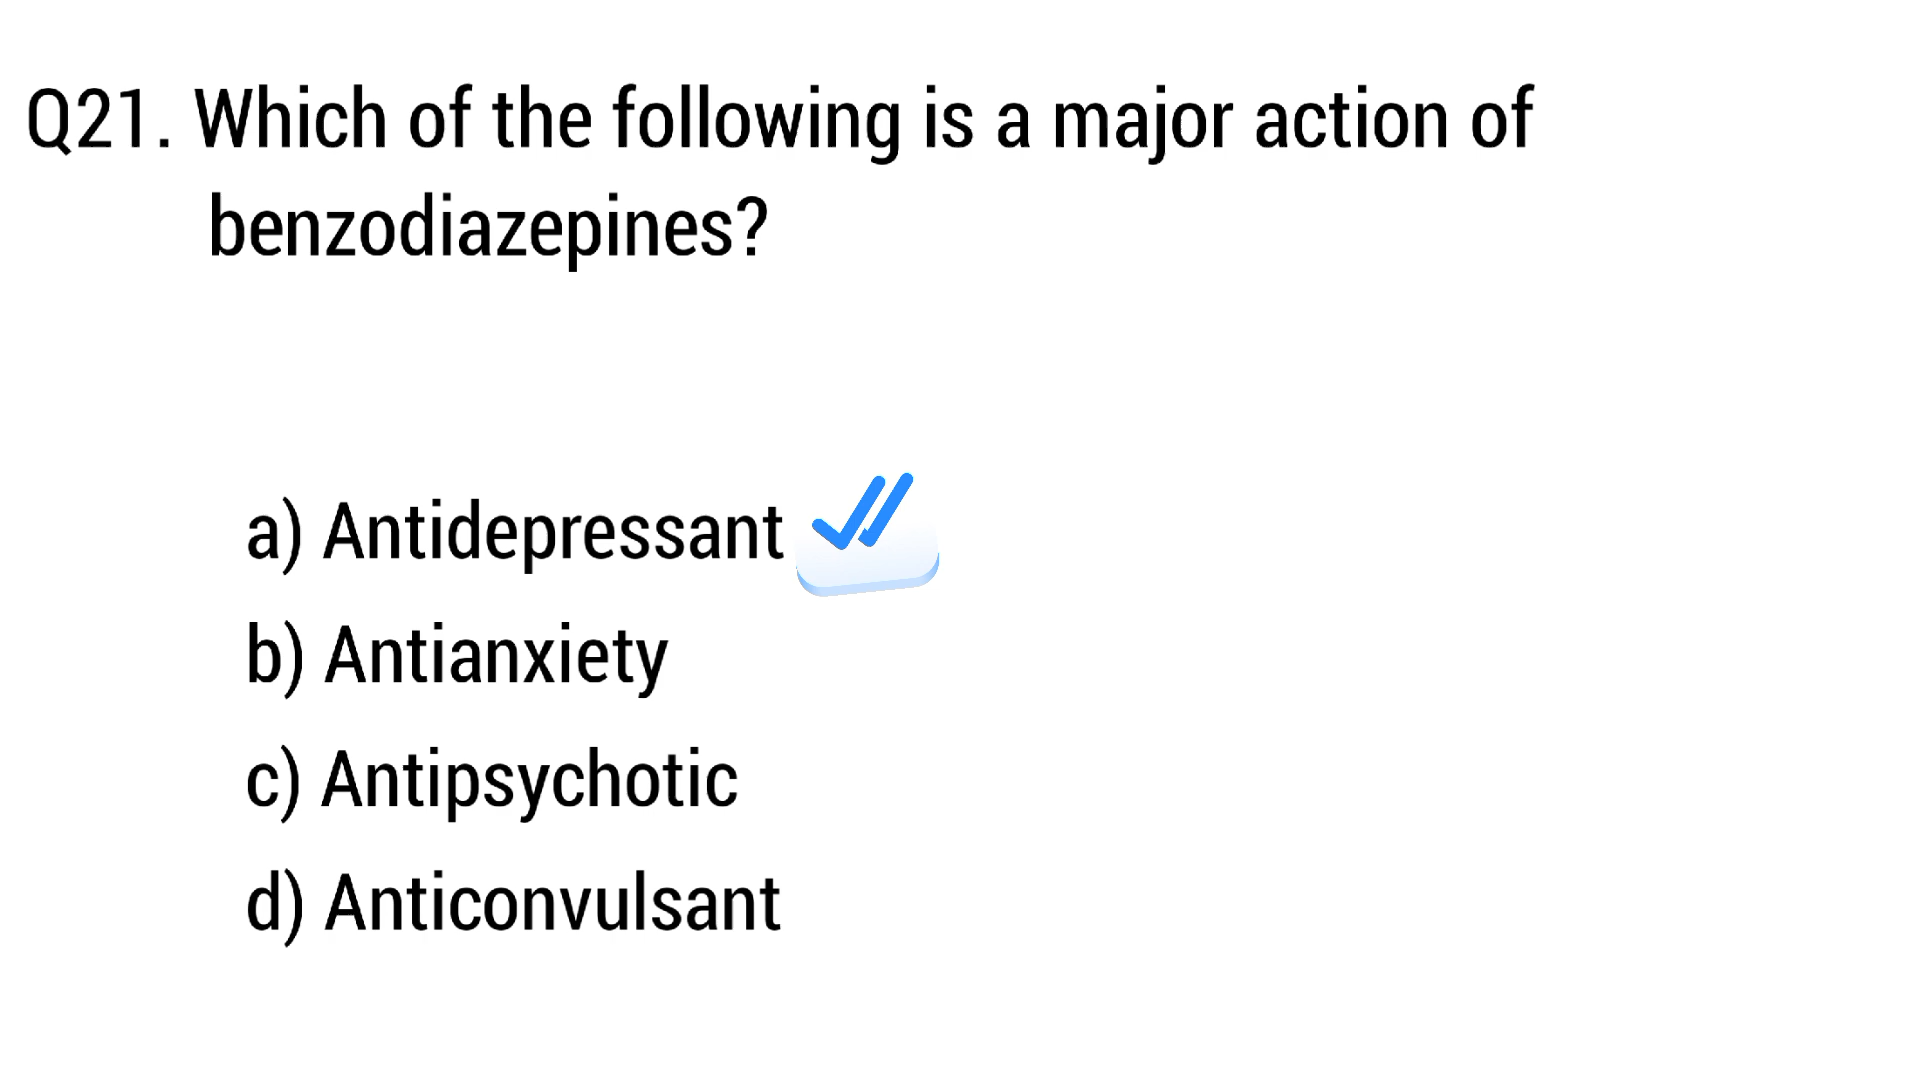 Q21. Which of the following is a major action of
benzodiazepines?
a) Antidepressant
b) Antianxiety
c) Antipsychotic
d) Anticonvulsant